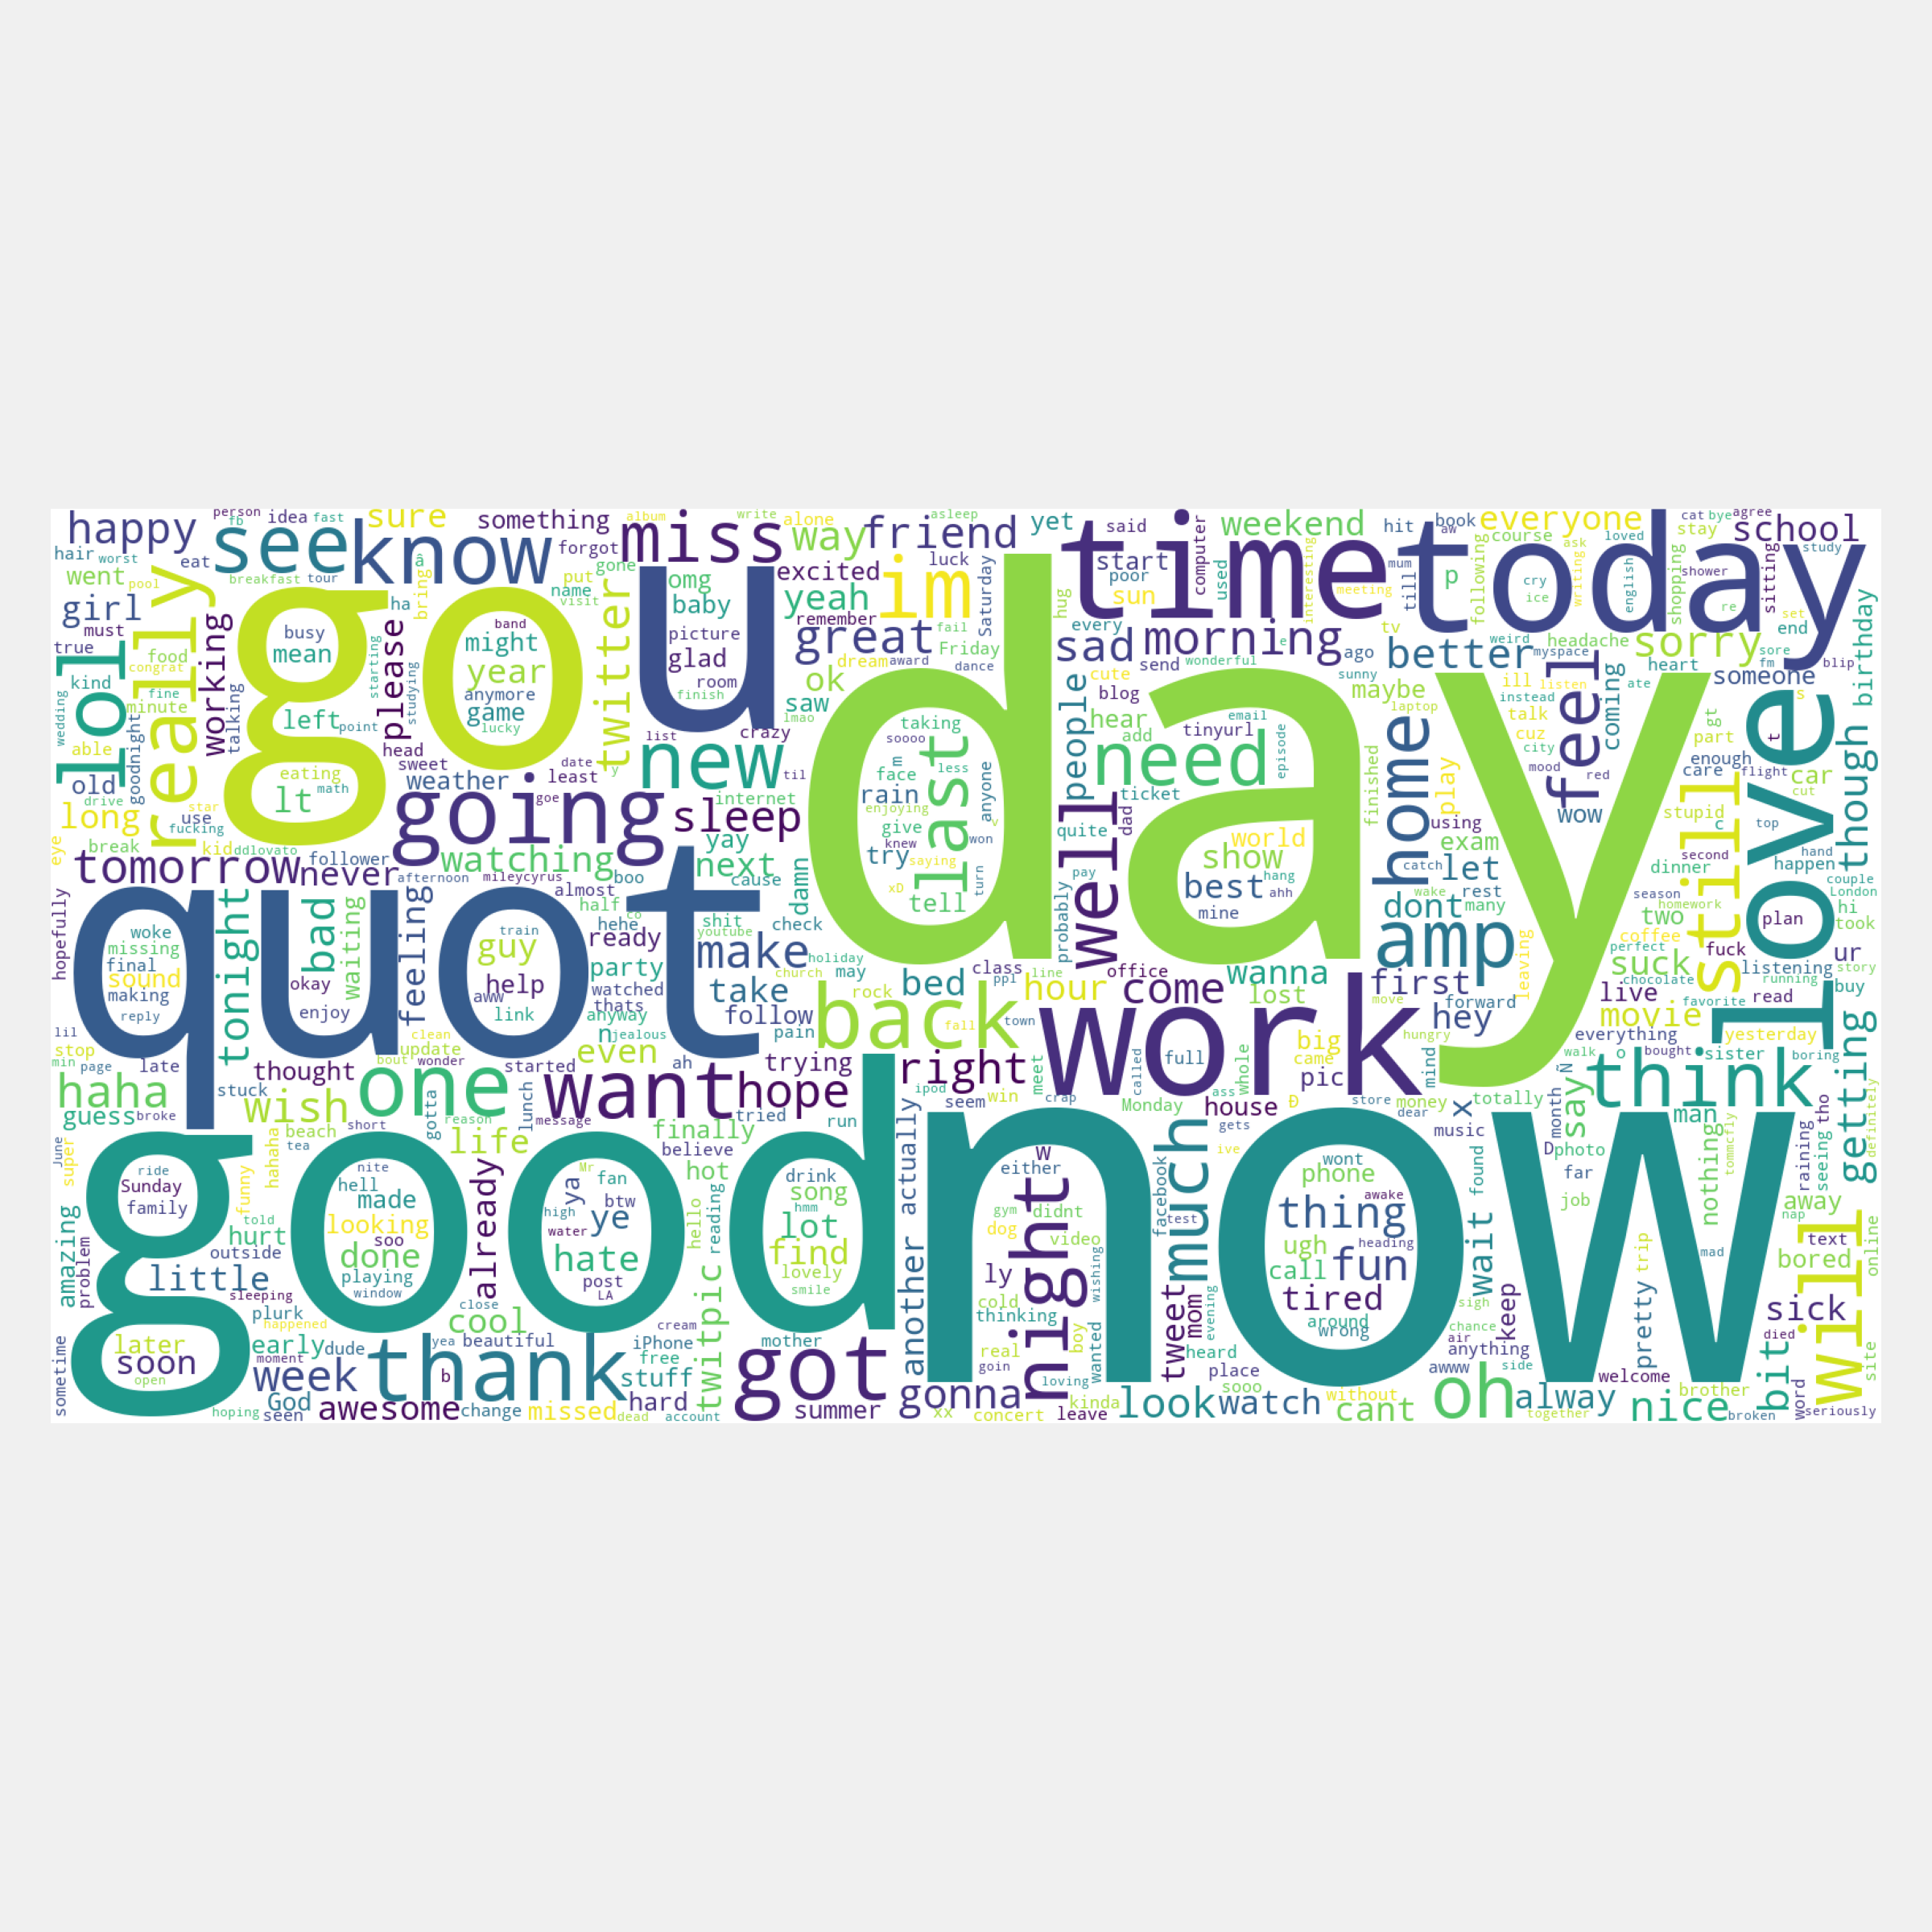 day
now
good
go
quot
u
time
today
work
love
got
thank
going
back
want
one
new
think
know
see
miss
im
really
lol
still
will
need
amp
home
feel
well
last
night
much
oh
happy
sure
something
way
friend
yet
weekend
everyone
school
girl
working
please
twitter
great
yeah
excited
sad
morning
better
sorry
someone
though
birthday
getting
tomorrow
never
watching
sleep
next
tonight
bad
feeling
make
take
follow
bed
hour
come
wanna
first
dont
let
hey
suck
movie
live
haha
wish
life
hope
right
even
trying
thought
guess
already
hate
done
looking
made
little
hurt
amazing
later
soon
early
week
awesome
cool
missed
stuff
hard
twitpic
another
actually
gonna
summer
look
watch
cant
alway
nice
bit
pretty
sick
bored
away
nothing
wait
keep
tweet
mom
tired
fun
thing
ugh
call
phone
house
say
man
x
pic
big
lost
show
best
world
people
hear
try
tell
rain
face
give
taking
anyone
year
might
game
anymore
band
lucky
busy
mean
left
eating
lt
math
point
omg
baby
picture
glad
room
finish
hair
worst
went
pool
eat
breakfast
tour
person
fb
idea
fast
forgot
album
write
alone
asleep
said
start
poor
sun
computer
used
hit
book
course
loved
cat
bye
agree
stay
study
shower
sitting
shopping
following
english
writing
ask
cry
ice
mum
till
tv
meeting
interesting
hug
Saturday
Friday
luck
remember
fail
dream
award
dance
ok
saw
lmao
crazy
list
weather
least
sweet
head
date
internet
til
yay
cause
damn
boo
mileycyrus
afternoon
follower
ddlovato
kid
fucking
use
star
drive
break
long
old
goodnight
able
minute
fine
food
kind
congrat
true
must
wedding
eye
hopefully
woke
missing
final
sound
making
reply
okay
enjoy
waiting
train
guy
help
aww
link
ready
party
watched
thats
anyway
jealous
update
clean
bout
wonder
started
stuck
late
page
min
stop
lil
broke
short
reason
message
lunch
gotta
beach
tea
super
June
hahaha
funny
ride
Sunday
family
told
outside
problem
sleeping
plurk
happened
dude
moment
open
sometime
hoping
God
seen
change
dead
account
free
iPhone
cream
mother
beautiful
yea
close
nite
hell
soo
playing
window
high
water
ya
ye
btw
fan
Mr
post
LA
hot
finally
believe
tried
run
drink
song
hmm
lot
find
lovely
smile
hello
reading
either
w
gym
didnt
dog
video
ly
cold
thinking
real
boy
goin
loving
wanted
wishing
kinda
concert
leave
xx
evening
heard
place
sooo
without
awww
together
side
anything
air
chance
sigh
around
wrong
heading
awake
wont
test
facebook
found
job
far
photo
month
totally
music
money
dear
store
gets
ive
Monday
called
whole
ass
crap
win
seem
ipod
meet
town
fall
rock
church
youtube
holiday
may
pain
check
shit
hehe
half
almost
class
ppl
line
office
move
full
came
mind
hungry
forward
leaving
many
rest
wake
catch
exam
using
play
finished
maybe
laptop
sunny
wonderful
send
every
cute
blog
add
tinyurl
email
ticket
dad
quite
episode
probably
pay
mine
hang
ahh
turn
saying
knew
won
enjoying
less
soooo
xD
ago
headache
weird
myspace
ill
listen
instead
talk
cuz
city
mood
red
coming
heart
ate
sore
fm
blip
end
set
part
gt
enough
care
flight
car
cut
stupid
top
second
hand
happen
dinner
couple
London
hi
took
plan
season
homework
two
coffee
perfect
fuck
listening
ur
story
chocolate
running
favorite
read
buy
yesterday
everything
walk
bought
sister
boring
tho
seeing
raining
tommcfly
definitely
nap
text
online
mad
trip
died
site
welcome
brother
broken
word
seriously
put
name
visit
gone
bring
talking
starting
studying